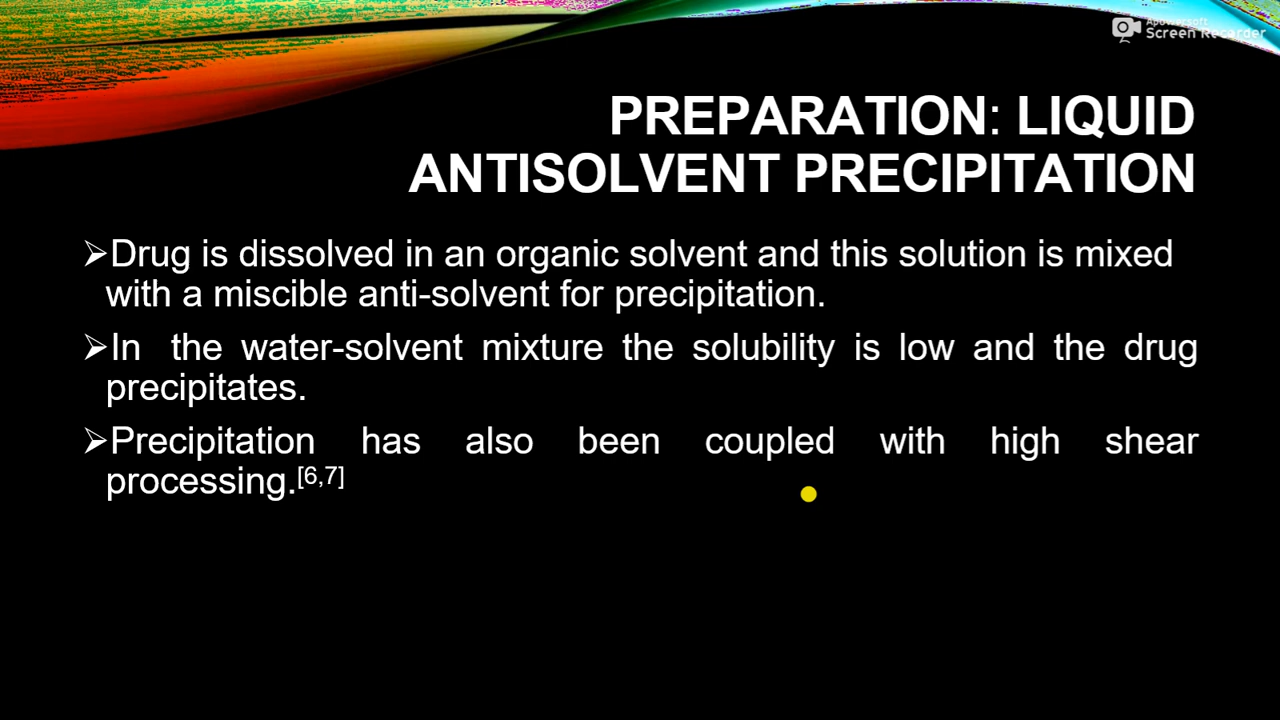 Apowersoft
Screen Recorder
PREPARATION: LIQUID
ANTISOLVENT PRECIPITATION
➢Drug is dissolved in an organic solvent and this solution is mixed
with a miscible anti-solvent for precipitation.
➢In the water-solvent mixture the solubility is low and the drug
precipitates.
➢Precipitation has also been coupled with high shear
processing.[6,7]